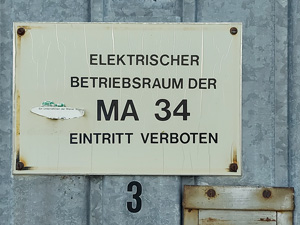 ELEKTRISCHER
BETRIEBSRAUM DER
MA 34
EINTRITT VERBOTEN
3